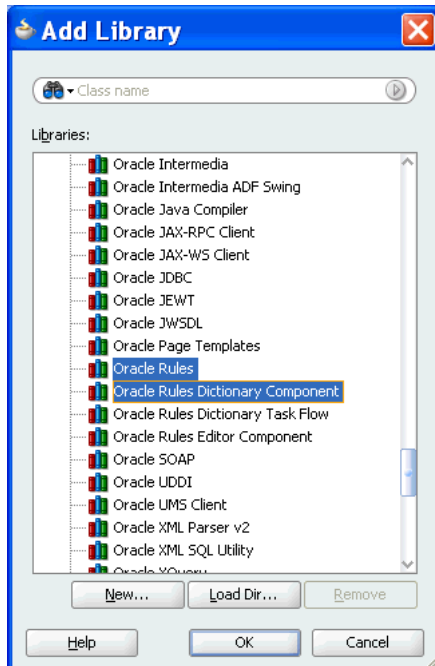 Add Library
Class name
Libraries:
Oracle Intermedia
Oracle Intermedia ADF Swing
Oracle Java Compiler
Oracle JAX-RPC Client
Oracle JAX-WS Client
Oracle JDBC
Oracle JEWT
Oracle JWSDL
Oracle Page Templates
Oracle Rules
Oracle Rules Dictionary Component
Oracle Rules Dictionary Task Flow
Oracle Rules Editor Component
Oracle SOAP
Oracle UDDI
Oracle UMS Client
Oracle XML Parser v2
Oracle XML SQL Utility
Oracle XQuery
New... Load Dir... Remove
Help OK Cancel